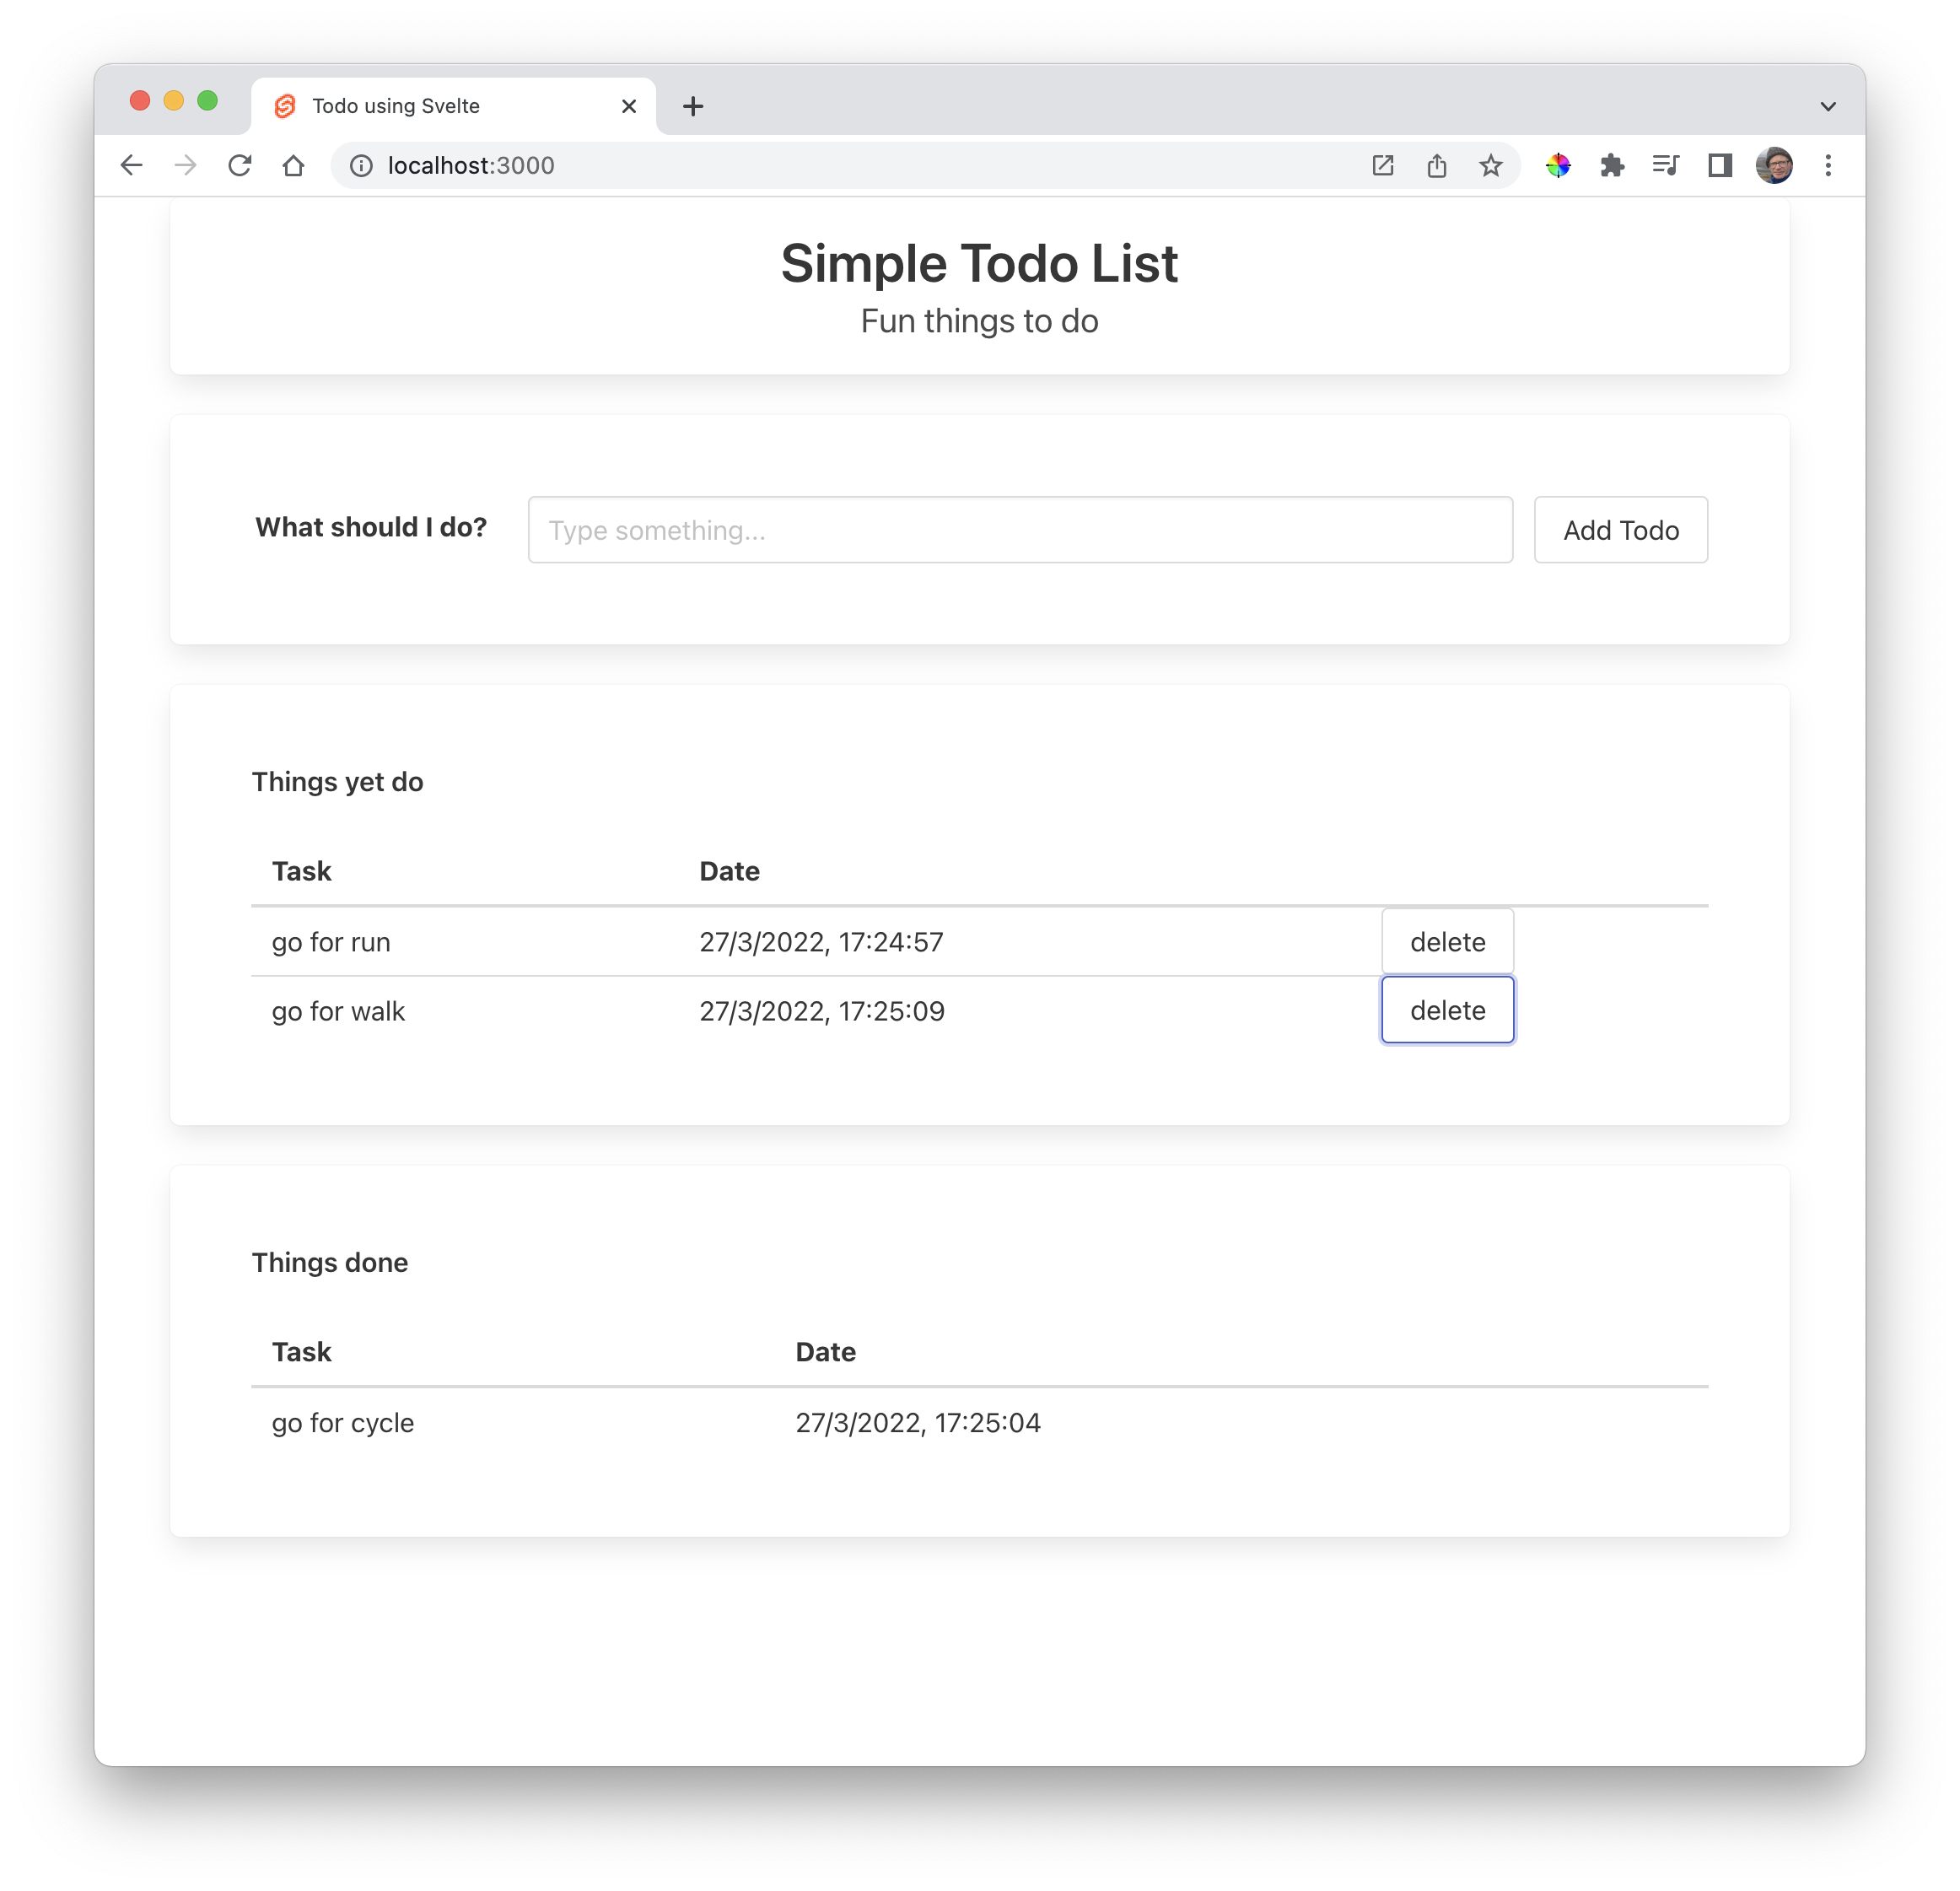 Todo using Svelte
localhost:3000
Simple Todo List
Fun things to do
What should I do? Type something... Add Todo
Things yet do
Task Date
go for run 27/3/2022, 17:24:57 delete
go for walk 27/3/2022, 17:25:09 delete
Things done
Task Date
go for cycle 27/3/2022, 17:25:04